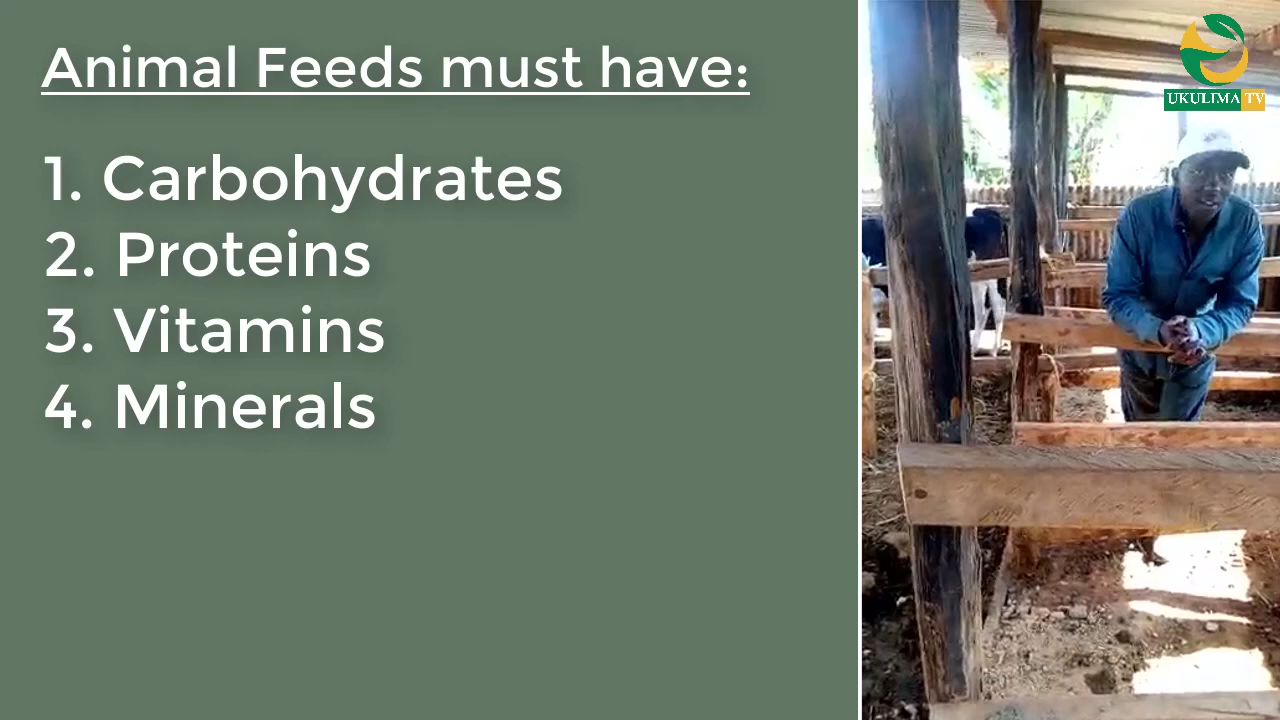 Animal Feeds must have:
1. Carbohydrates
2. Proteins
3. Vitamins
4. Minerals
UKULIMA TV